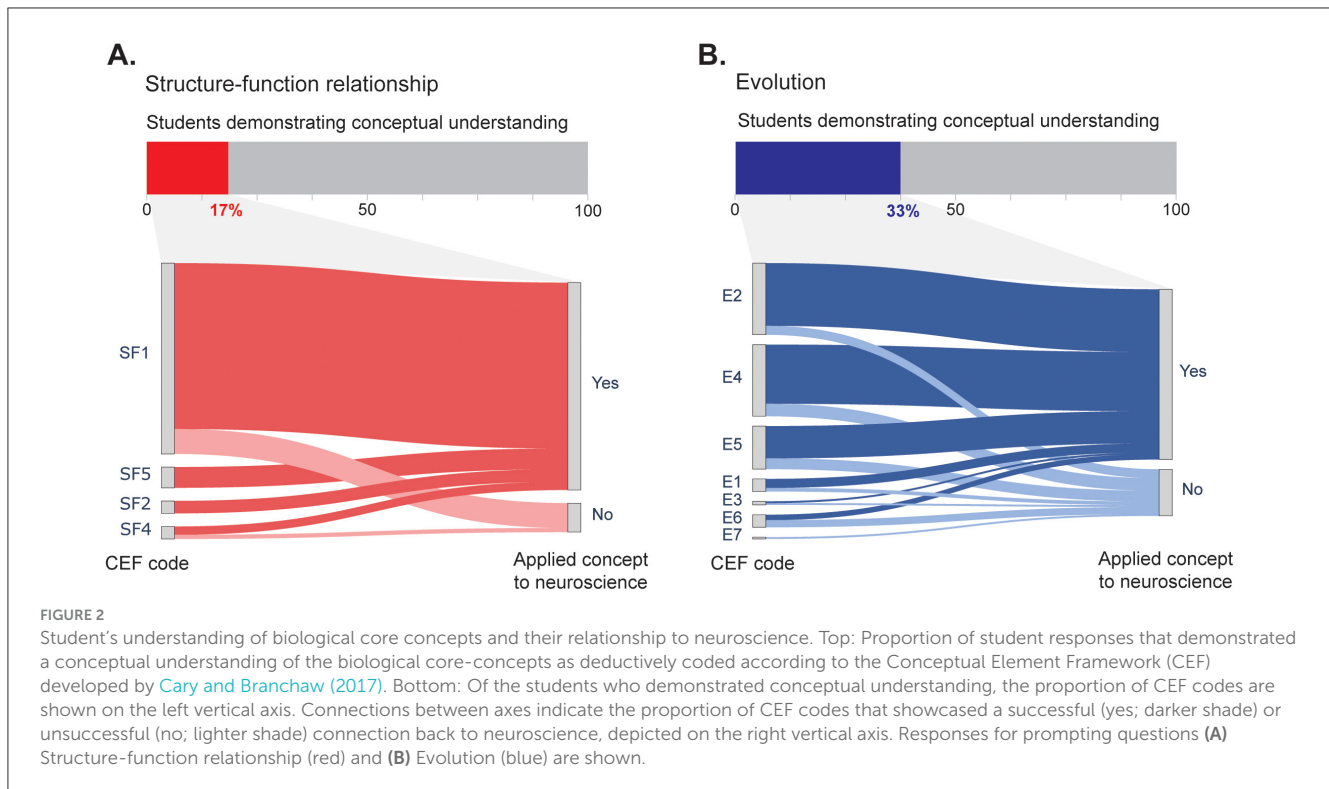 A.
Structure-function relationship
Students demonstrating conceptual understanding
0
17%
50
100
SF1
SF5
SF2
SF4
Yes
No
CEF code
Applied concept
to neuroscience
B.
Evolution
Students demonstrating conceptual understanding
0
33%
50
100
E2
E4
E5
E1
E3
E6
E7
Yes
No
CEF code
Applied concept
to neuroscience
FIGURE 2
Student's understanding of biological core concepts and their relationship to neuroscience. Top: Proportion of student responses that demonstrated
a conceptual understanding of the biological core-concepts as deductively coded according to the Conceptual Element Framework (CEF)
developed by Cary and Branchaw (2017). Bottom: Of the students who demonstrated conceptual understanding, the proportion of CEF codes are
shown on the left vertical axis. Connections between axes indicate the proportion of CEF codes that showcased a successful (yes; darker shade) or
unsuccessful (no; lighter shade) connection back to neuroscience, depicted on the right vertical axis. Responses for prompting questions (A)
Structure-function relationship (red) and (B) Evolution (blue) are shown.